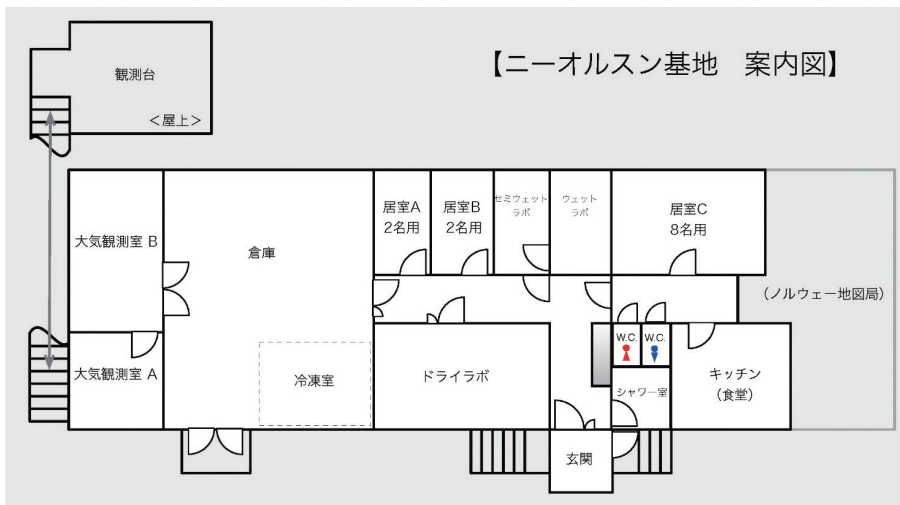 【ニーオルスン基地　案内図】
観測台
＜屋上＞
大気観測室 B
倉庫
居室A
2名用
居室B
2名用
セミウェット
ラボ
ウェット
ラボ
居室C
8名用
（ノルウェー地図局）
大気観測室 A
冷凍室
ドライラボ
W.C.
W.C.
シャワー室
キッチン
（食堂）
玄関